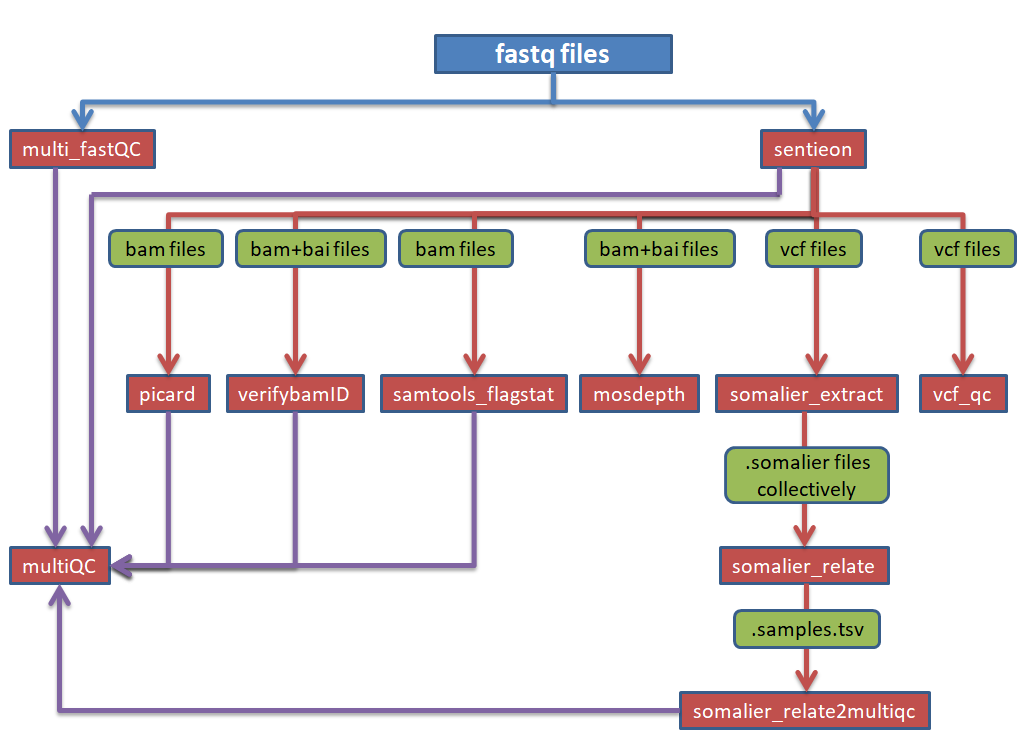 fastq files
multi_fastQC
sentieon
bam files
bam+bai files
bam files
bam+bai files
vcf files
vcf files
picard
verifybamID
samtools_flagstat
mosdepth
somalier_extract
vcf_qc
.somalier files
collectively
multiQC
somalier_relate
.samples.tsv
somalier_relate2multiqc